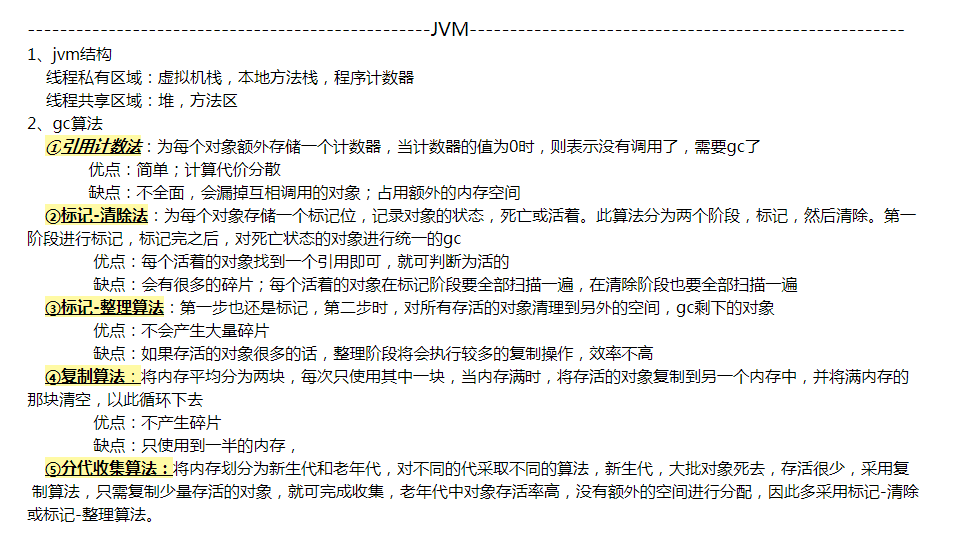 --------------------------------------------------JVM------------------------------------------------------
1、jvm结构
线程私有区域：虚拟机栈，本地方法栈，程序计数器
线程共享区域：堆，方法区
2、gc算法
①引用计数法：为每个对象额外存储一个计数器，当计数器的值为0时，则表示没有调用了，需要gc了
优点：简单；计算代价分散
缺点：不全面，会漏掉互相调用的对象；占用额外的内存空间
②标记-清除法：为每个对象存储一个标记位，记录对象的状态，死亡或活着。此算法分为两个阶段，标记，然后清除。第一
阶段进行标记，标记完之后，对死亡状态的对象进行统一的gc
优点：每个活着的对象找到一个引用即可，就可判断为活的
缺点：会有很多的碎片；每个活着的对象在标记阶段要全部扫描一遍，在清除阶段也要全部扫描一遍
③标记-整理算法：第一步也还是标记，第二步时，对所有存活的对象清理到另外的空间，gc剩下的对象
优点：不会产生大量碎片
缺点：如果存活的对象很多的话，整理阶段将会执行较多的复制操作，效率不高
④复制算法：将内存平均分为两块，每次只使用其中一块，当内存满时，将存活的对象复制到另一个内存中，并将满内存的
那块清空，以此循环下去
优点：不产生碎片
缺点：只使用到一半的内存，
⑤分代收集算法：将内存划分为新生代和老年代，对不同的代采取不同的算法，新生代，大批对象死去，存活很少，采用复
制算法，只需复制少量存活的对象，就可完成收集，老年代中对象存活率高，没有额外的空间进行分配，因此多采用标记-清除
或标记-整理算法。